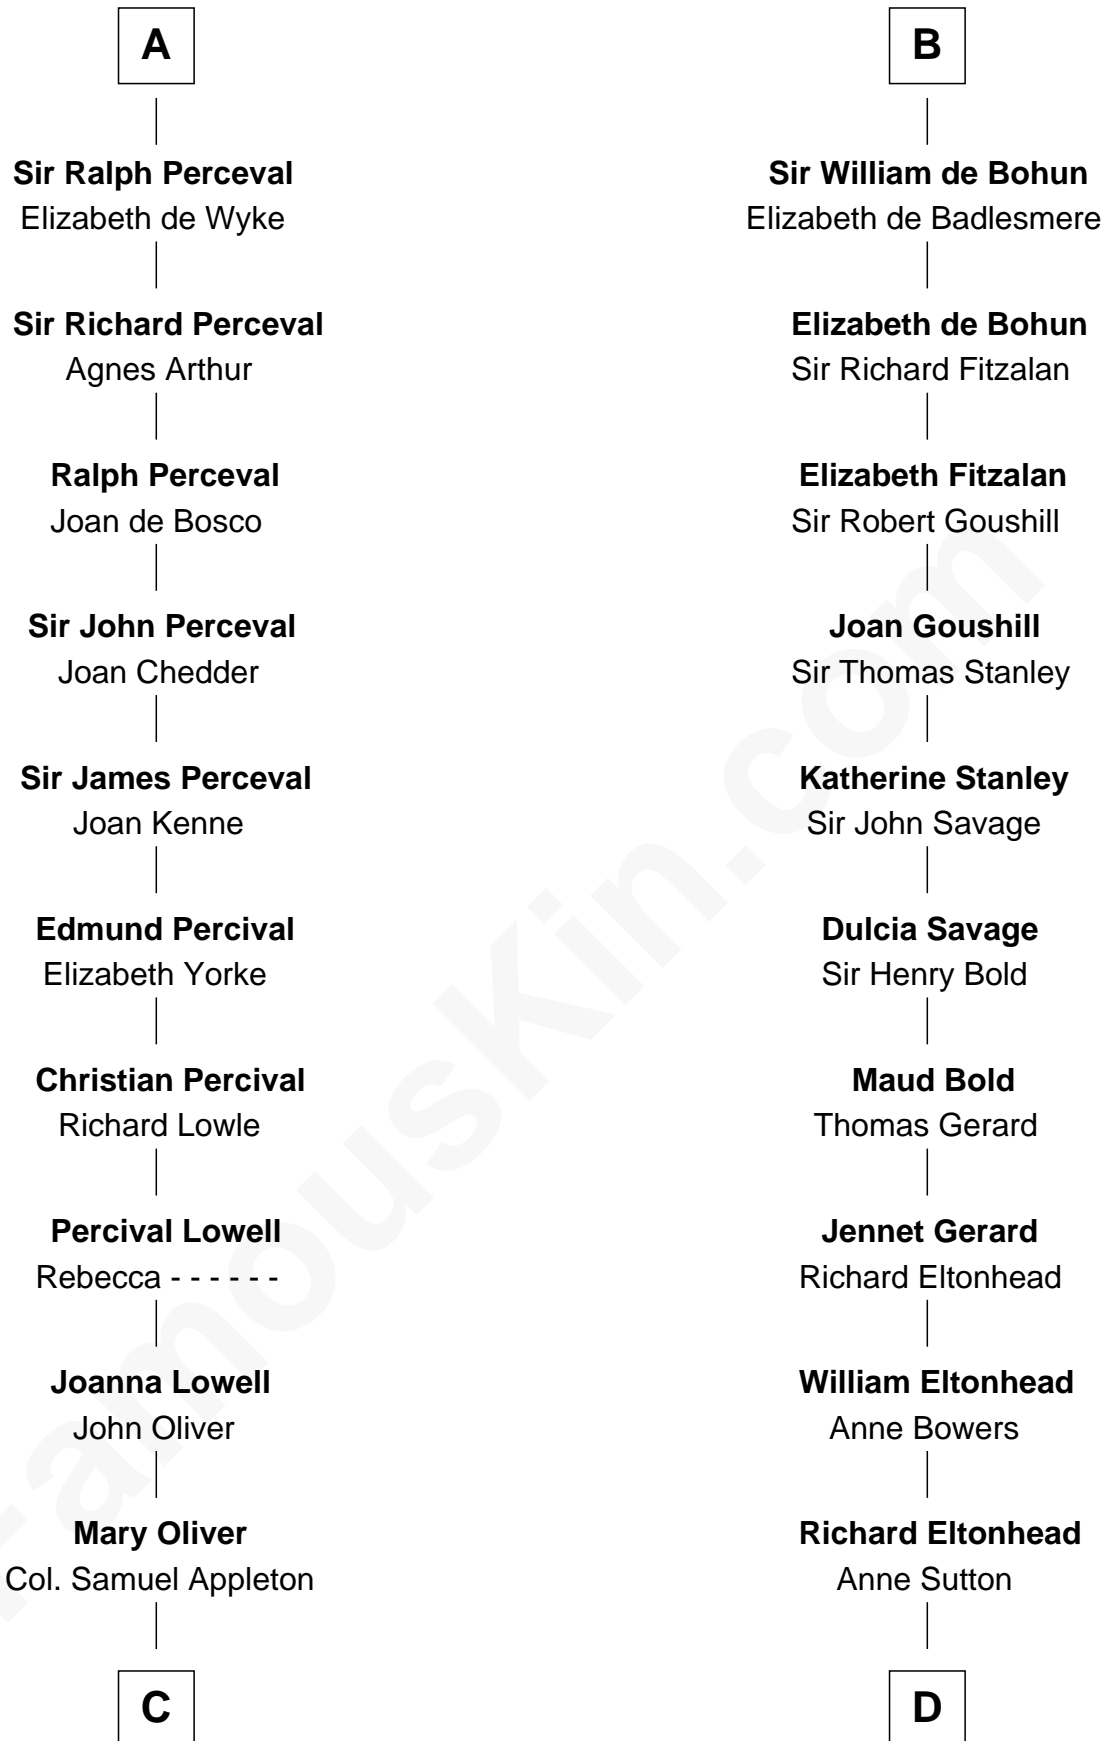 A
Sir Ralph Perceval
Elizabeth de Wyke
Sir Richard Perceval
Agnes Arthur
Ralph Perceval
Joan de Bosco
Sir John Perceval
Joan Chedder
Sir James Perceval
Joan Kenne
Edmund Percival
Elizabeth Yorke
Christian Percival
Richard Lowle
Percival Lowell
Rebecca - - - - - -
Joanna Lowell
John Oliver
Mary Oliver
Col. Samuel Appleton
C
B
Sir William de Bohun
Elizabeth de Badlesmere
Elizabeth de Bohun
Sir Richard Fitzalan
Elizabeth Fitzalan
Sir Robert Goushill
Joan Goushill
Sir Thomas Stanley
Katherine Stanley
Sir John Savage
Dulcia Savage
Sir Henry Bold
Maud Bold
Thomas Gerard
Jennet Gerard
Richard Eltonhead
William Eltonhead
Anne Bowers
Richard Eltonhead
Anne Sutton
D
FamousKin.com